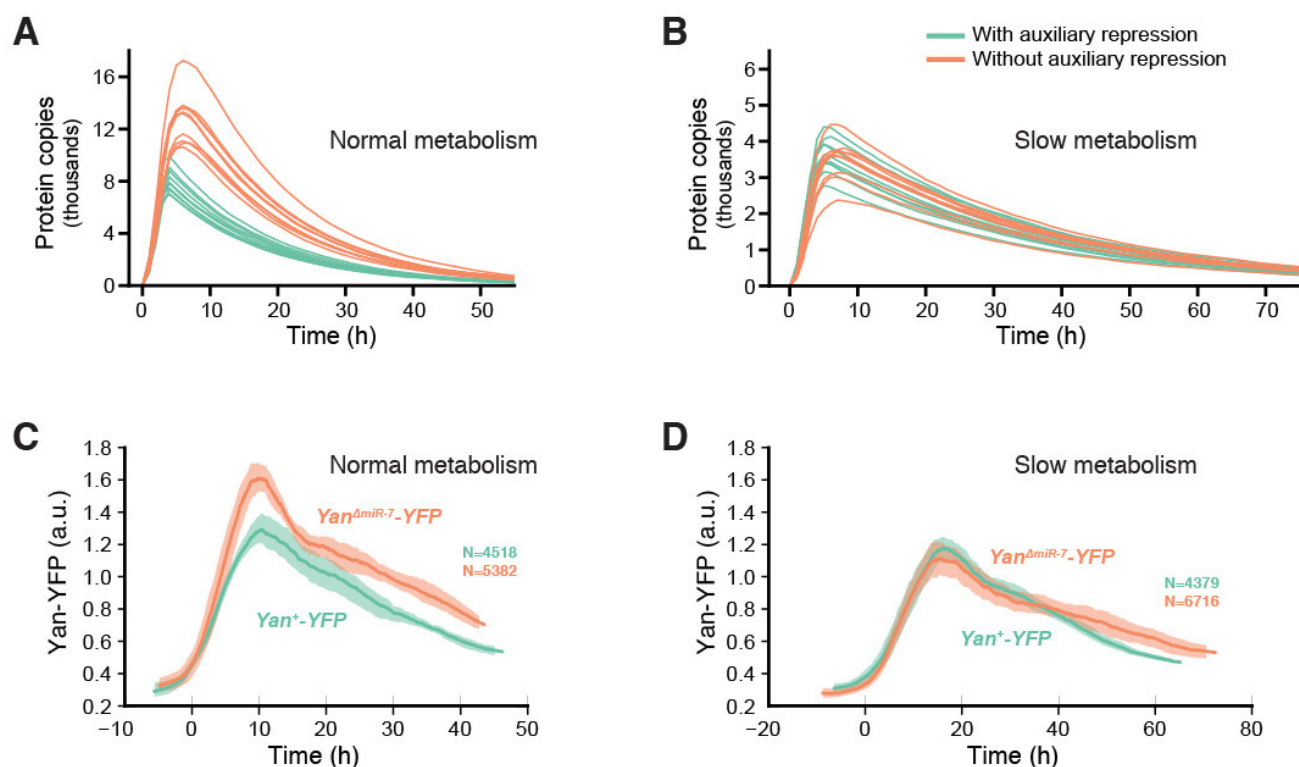 A
Protein copies
(thousands)
16
12
8
4
0
Normal metabolism
0 10 20 30 40 50
Time (h)
B
With auxiliary repression
Without auxiliary repression
Protein copies
(thousands)
6
5
4
3
2
1
0
Slow metabolism
0 10 20 30 40 50 60 70
Time (h)
C
Yan-YFP (a.u.)
1.8
1.6
1.4
1.2
1.0
0.8
0.6
0.4
0.2
Normal metabolism
Yan^ΔmiR-7-YFP
N=4518
N=5382
Yan⁺-YFP
−10 0 10 20 30 40 50
Time (h)
D
Yan-YFP (a.u.)
1.8
1.6
1.4
1.2
1.0
0.8
0.6
0.4
0.2
Slow metabolism
Yan^ΔmiR-7-YFP
N=4379
N=6716
Yan⁺-YFP
−20 0 20 40 60 80
Time (h)